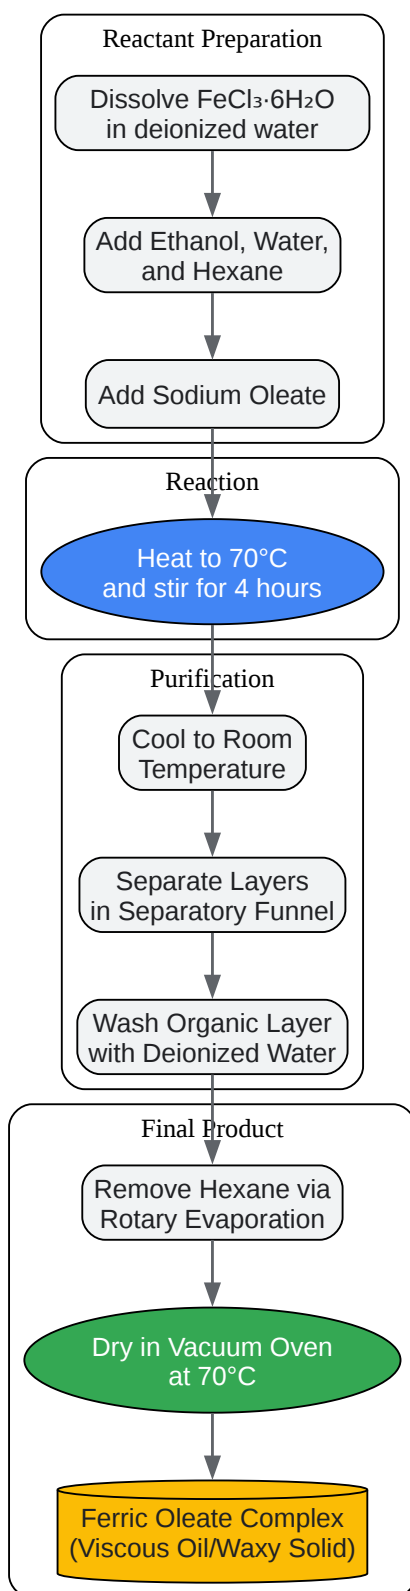 Reactant Preparation
Dissolve FeCl₃·6H₂O
in deionized water
Add Ethanol, Water,
and Hexane
Add Sodium Oleate
Reaction
Heat to 70°C
and stir for 4 hours
Purification
Cool to Room
Temperature
Separate Layers
in Separatory Funnel
Wash Organic Layer
with Deionized Water
Final Product
Remove Hexane via
Rotary Evaporation
Dry in Vacuum Oven
at 70°C
Ferric Oleate Complex
(Viscous Oil/Waxy Solid)